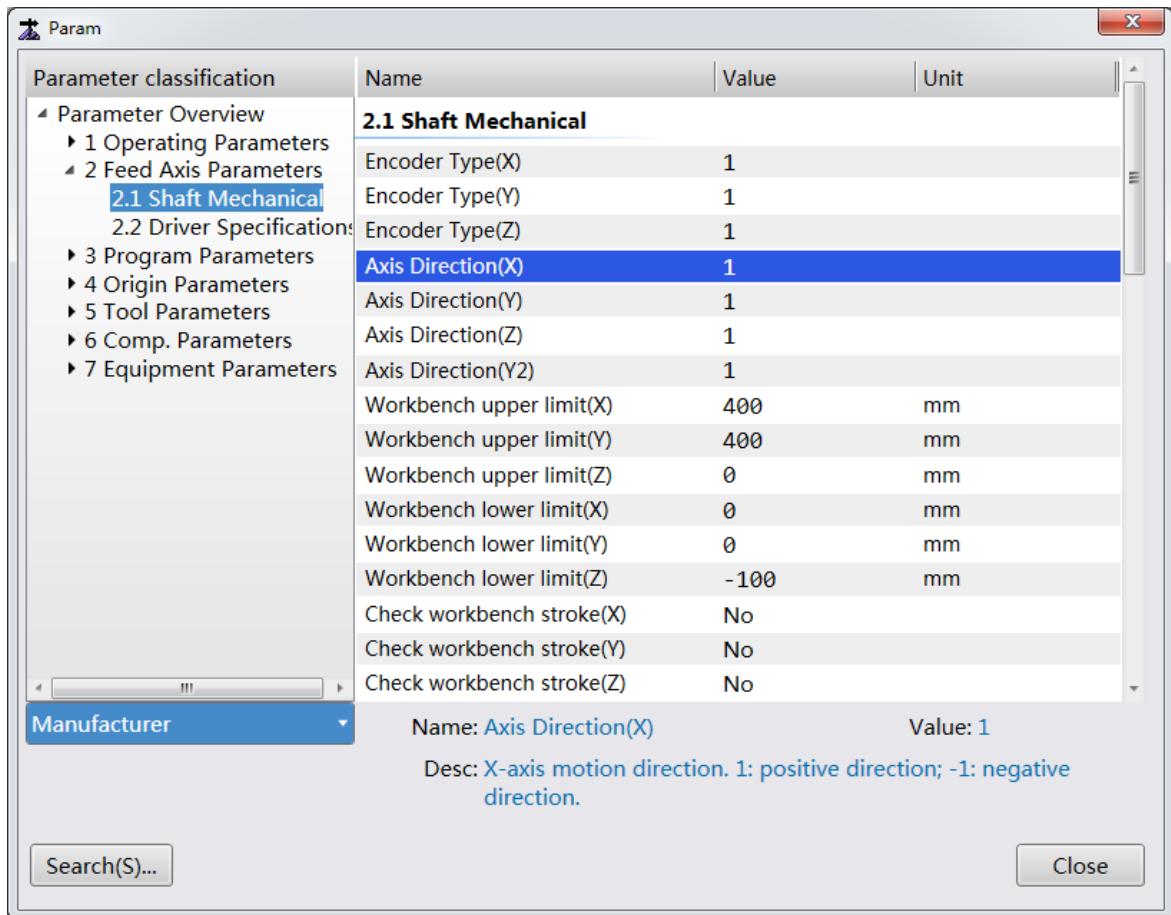 Param
Parameter classification Name Value Unit
Parameter Overview
1 Operating Parameters
2 Feed Axis Parameters
2.1 Shaft Mechanical
2.2 Driver Specifications
3 Program Parameters
4 Origin Parameters
5 Tool Parameters
6 Comp. Parameters
7 Equipment Parameters
Manufacturer
2.1 Shaft Mechanical
Encoder Type(X) 1
Encoder Type(Y) 1
Encoder Type(Z) 1
Axis Direction(X) 1
Axis Direction(Y) 1
Axis Direction(Z) 1
Axis Direction(Y2) 1
Workbench upper limit(X) 400 mm
Workbench upper limit(Y) 400 mm
Workbench upper limit(Z) 0 mm
Workbench lower limit(X) 0 mm
Workbench lower limit(Y) 0 mm
Workbench lower limit(Z) -100 mm
Check workbench stroke(X) No
Check workbench stroke(Y) No
Check workbench stroke(Z) No
Name: Axis Direction(X) Value: 1
Desc: X-axis motion direction. 1: positive direction; -1: negative
direction.
Search(S)... Close